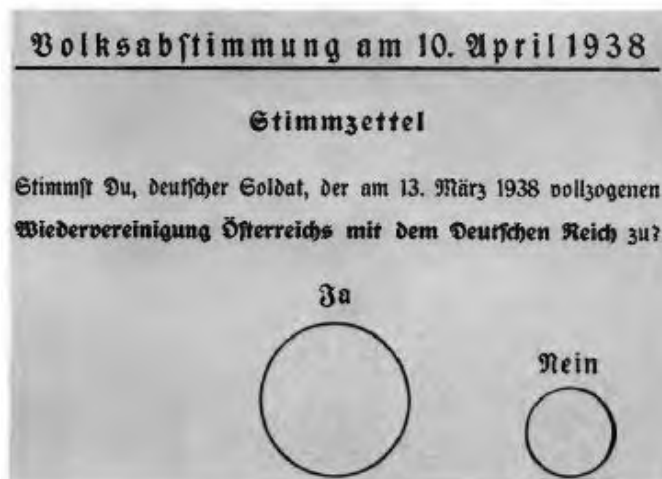 Volksabstimmung am 10. April 1938
Stimmzettel
Stimmst Du, deutscher Soldat, der am 13. März 1938 vollzogenen
Wiedervereinigung Österreichs mit dem Deutschen Reich zu?
Ja
Nein